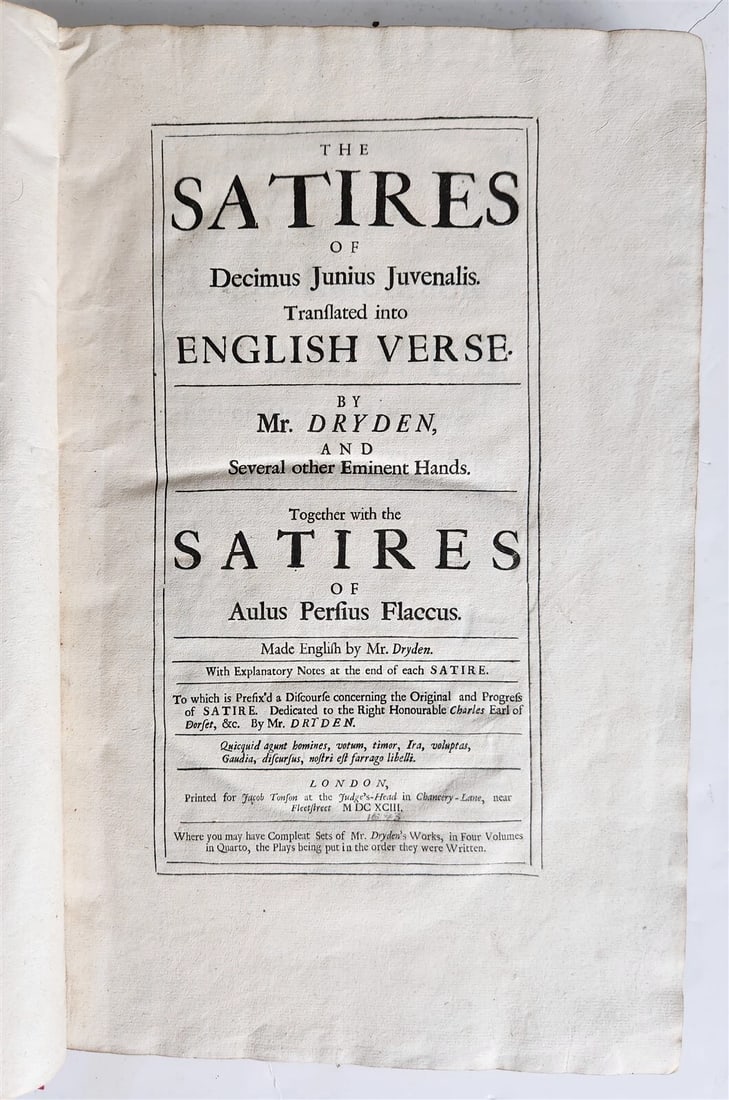 THE
SATIRES
OF
Decimus Junius Juvenalis.
Tranſlated into
ENGLISH VERSE.
BY
Mr. DRYDEN,
AND
Several other Eminent Hands.
Together with the
SATIRES
OF
Aulus Perſius Flaccus.
Made Engliſh by Mr. Dryden.
With Explanatory Notes at the end of each SATIRE.
To which is Prefix'd a Diſcourſe concerning the Original and Progreſs
of SATIRE. Dedicated to the Right Honourable Charles Earl of
Dorſet, &c. By Mr. DRYDEN.
Quicquid agunt homines, votum, timor, Ira, voluptas,
Gaudia, diſcurſus, noſtri eſt farrago libelli.
LONDON,
Printed for Jacob Tonſon at the Judge's-Head in Chancery-Lane, near
Fleetſtreet M DC XCIII.
Where you may have Compleat Sets of Mr. Dryden's Works, in Four Volumes
in Quarto, the Plays being put in the order they were Written.